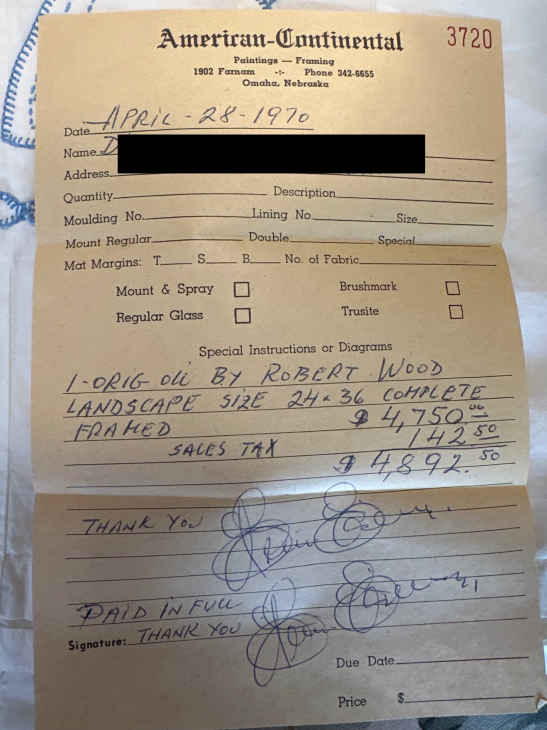 American-Continental 3720
Paintings — Framing
1902 Farnam -:- Phone 342-6655
Omaha, Nebraska
Date APRIL - 28 - 1970
Name D
Address
Quantity Description
Moulding No. Lining No. Size
Mount Regular Double Special
Mat Margins: T. S. B. No. of Fabric
Mount & Spray Brushmark
Regular Glass Trusite
Special Instructions or Diagrams
1-ORIG OIL BY ROBERT WOOD
LANDSCAPE SIZE 24 x 36 COMPLETE
FRAMED $ 4,750.00
SALES TAX 142 50
$ 4,892.50
THANK YOU
PAID IN FULL
Signature: THANK YOU
Due Date
Price $